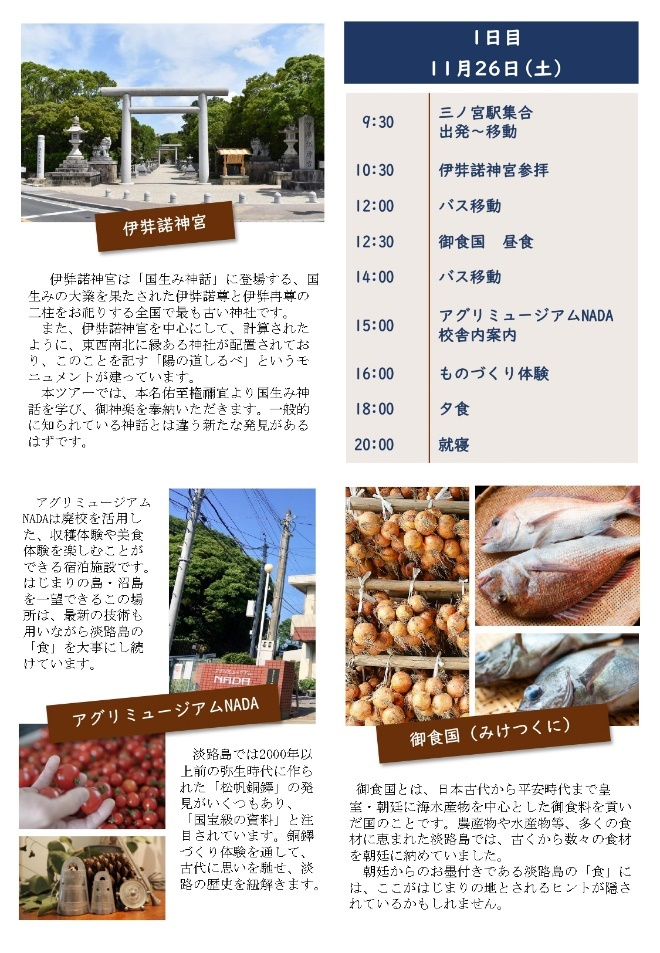 伊弉諾神宮
伊弉諾神宮は「国生み神話」に登場する、国
生みの大業を果たされた伊弉諾尊と伊弉冉尊の
二柱をお祀りする全国で最も古い神社です。
また、伊弉諾神宮を中心にして、計算された
ように、東西南北に縁ある神社が配置されてお
り、このことを記す「陽の道しるべ」というモ
ニュメントが建っています。
本ツアーでは、本名佑至権禰宜より国生み神
話を学び、御神楽を奉納いただきます。一般的
に知られている神話とは違う新たな発見がある
はずです。
1日目
11月26日(土)
9:30 三ノ宮駅集合
出発～移動
10:30 伊弉諾神宮参拝
12:00 バス移動
12:30 御食国 昼食
14:00 バス移動
15:00 アグリミュージアムNADA
校舎内案内
16:00 ものづくり体験
18:00 夕食
20:00 就寝
アグリミュージアム
NADAは廃校を活用し
た、収穫体験や美食
体験を楽しむことが
できる宿泊施設です。
はじまりの島・沼島
を一望できるこの場
所は、最新の技術も
用いながら淡路島の
「食」を大事にし続
けています。
NADA
アグリミュージアムNADA
淡路島では2000年以
上前の弥生時代に作ら
れた「松帆銅鐸」の発
見がいくつもあり、
「国宝級の資料」と注
目されています。銅鐸
づくり体験を通して、
古代に思いを馳せ、淡
路の歴史を紐解きます。
御食国（みけつくに）
御食国とは、日本古代から平安時代まで皇
室・朝廷に海水産物を中心とした御食料を貢い
だ国のことです。農産物や水産物等、多くの食
材に恵まれた淡路島では、古くから数々の食材
を朝廷に納めていました。
朝廷からのお墨付きである淡路島の「食」に
は、ここがはじまりの地とされるヒントが隠さ
れているかもしれません。